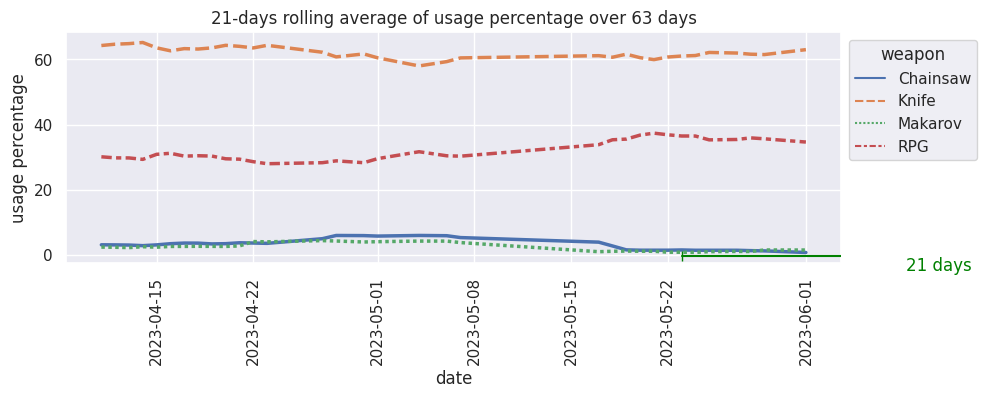 21-days rolling average of usage percentage over 63 days
usage percentage
60
40
20
0
2023-04-15
2023-04-22
2023-05-01
2023-05-08
2023-05-15
2023-05-22
2023-06-01
date
weapon
Chainsaw
Knife
Makarov
RPG
21 days